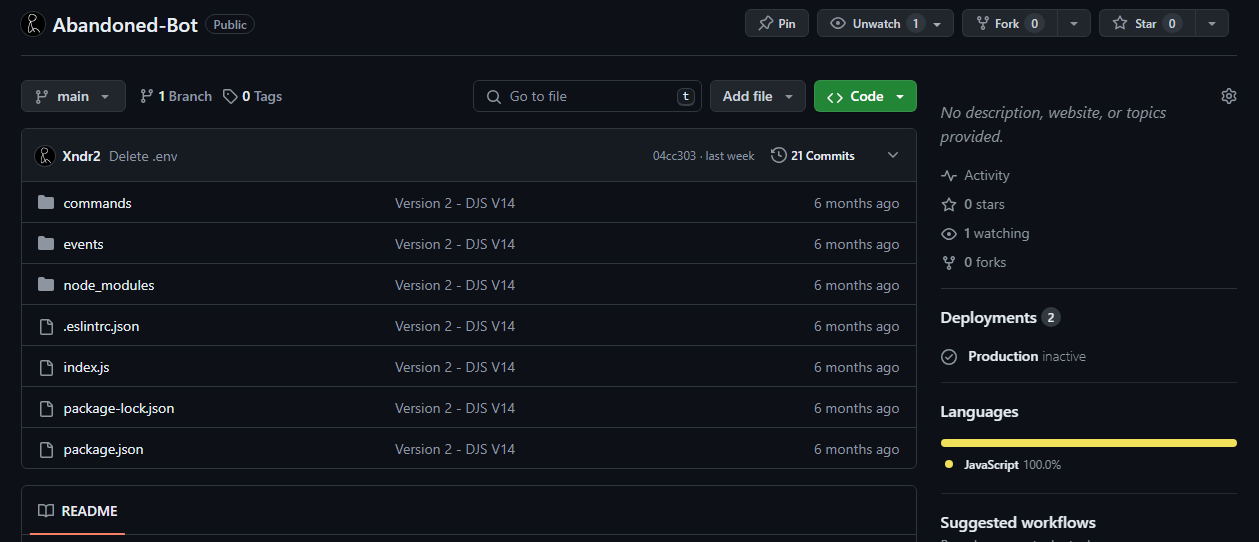 Abandoned-Bot Public Pin Unwatch 1 Fork 0 Star 0
main 1 Branch 0 Tags Go to file t Add file Code
No description, website, or topics
provided.
Xndr2 Delete .env 04cc303 · last week 21 Commits
commands Version 2 - DJS V14 6 months ago
events Version 2 - DJS V14 6 months ago
node_modules Version 2 - DJS V14 6 months ago
.eslintrc.json Version 2 - DJS V14 6 months ago
index.js Version 2 - DJS V14 6 months ago
package-lock.json Version 2 - DJS V14 6 months ago
package.json Version 2 - DJS V14 6 months ago
README
Activity
0 stars
1 watching
0 forks
Deployments 2
Production inactive
Languages
JavaScript 100.0%
Suggested workflows